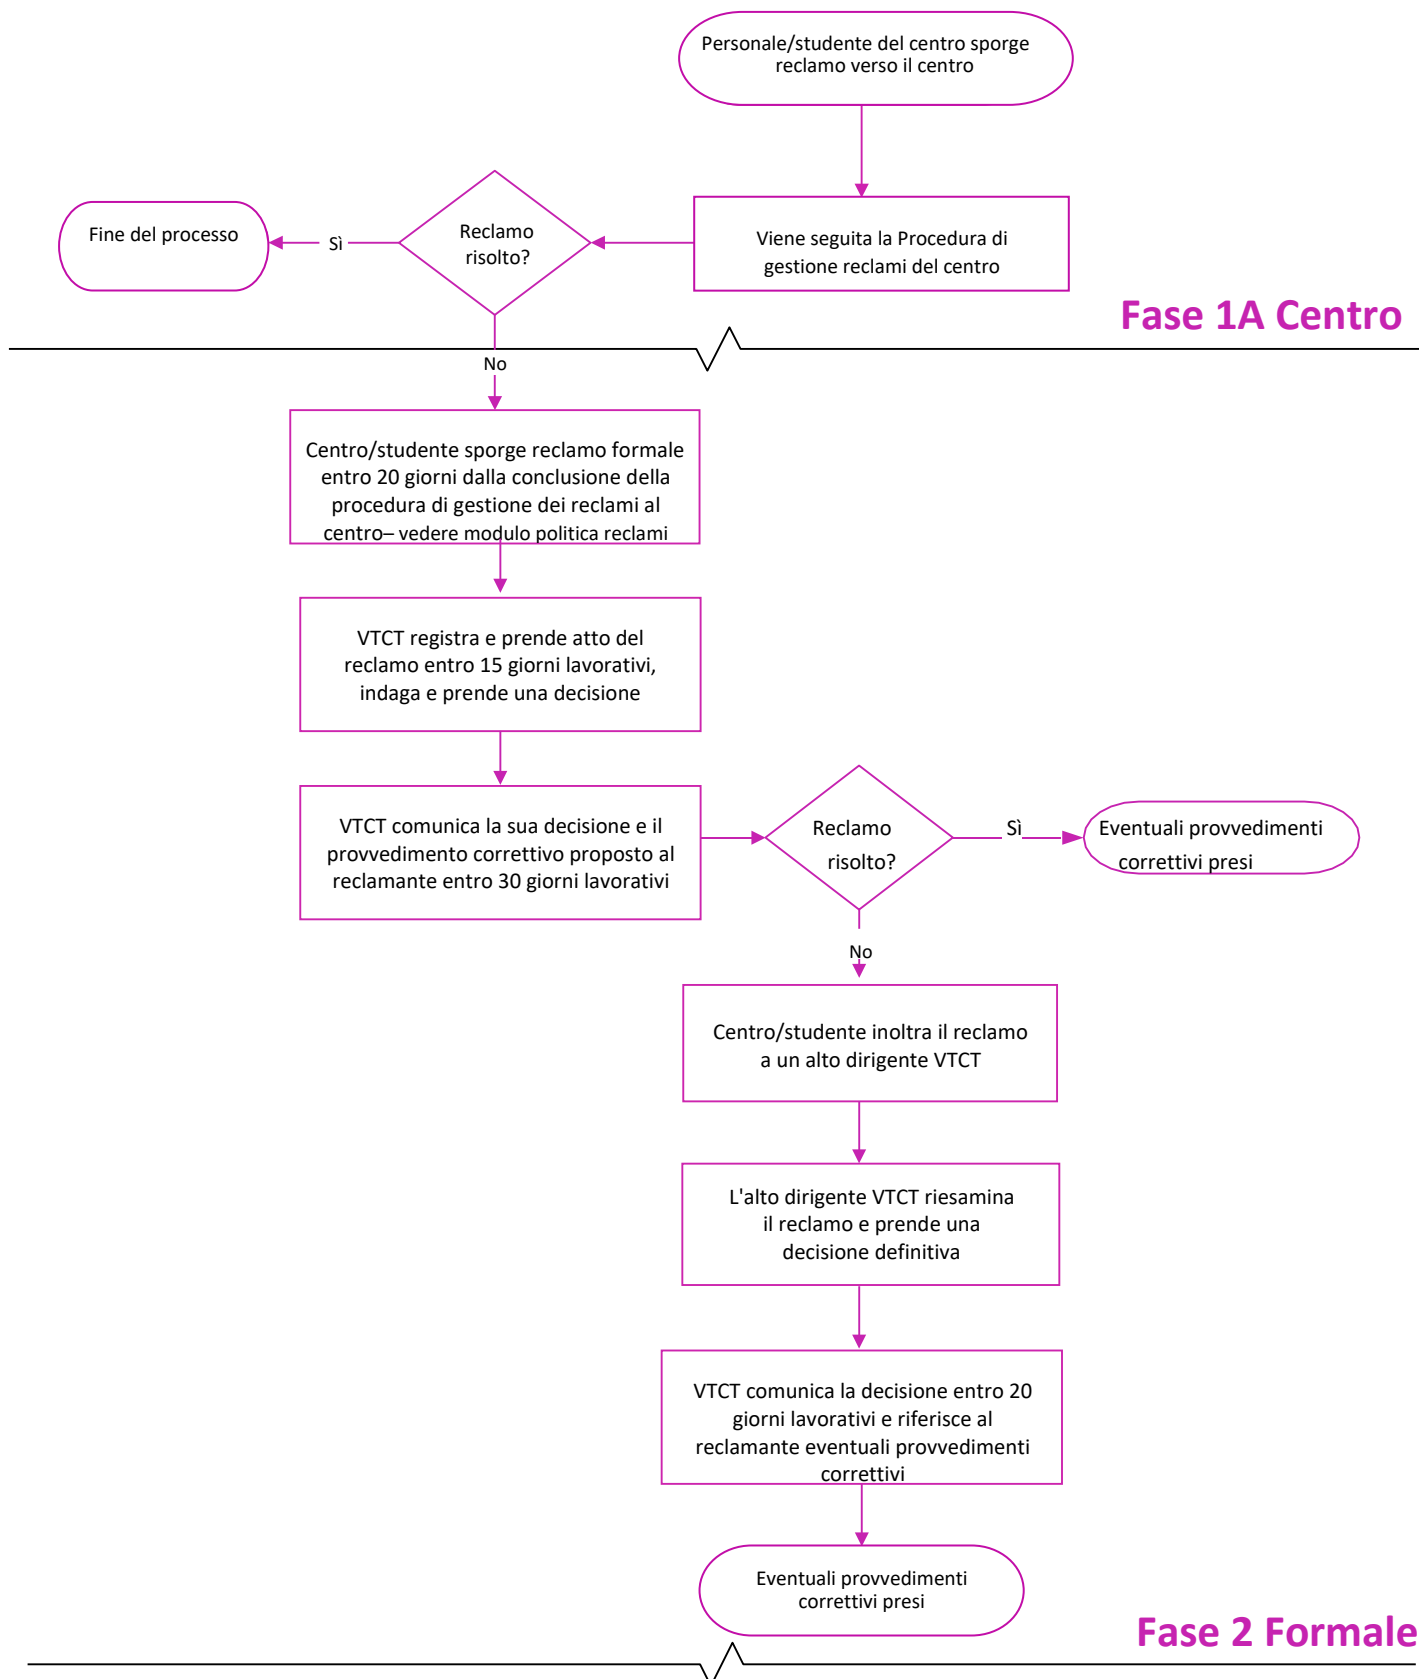 Personale/studente del centro sporge
reclamo verso il centro
Fine del processo
Sì
Reclamo
risolto?
Viene seguita la Procedura di
gestione reclami del centro
Fase 1A Centro
No
Centro/studente sporge reclamo formale
entro 20 giorni dalla conclusione della
procedura di gestione dei reclami al
centro– vedere modulo politica reclami
VTCT registra e prende atto del
reclamo entro 15 giorni lavorativi,
indaga e prende una decisione
VTCT comunica la sua decisione e il
provvedimento correttivo proposto al
reclamante entro 30 giorni lavorativi
Reclamo
risolto?
Sì
Eventuali provvedimenti
correttivi presi
No
Centro/studente inoltra il reclamo
a un alto dirigente VTCT
L'alto dirigente VTCT riesamina
il reclamo e prende una
decisione definitiva
VTCT comunica la decisione entro 20
giorni lavorativi e riferisce al
reclamante eventuali provvedimenti
correttivi
Eventuali provvedimenti
correttivi presi
Fase 2 Formale